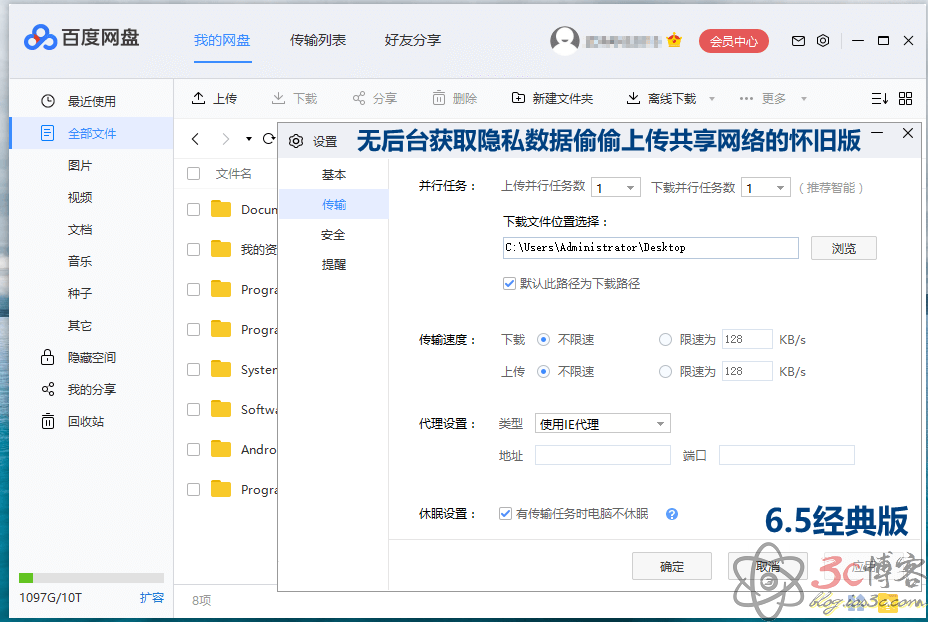 百度网盘 我的网盘 传输列表 好友分享 会员中心
上传 下载 分享 删除 新建文件夹 离线下载 更多
最近使用
全部文件
图片
视频
文档
音乐
种子
其它
隐藏空间
我的分享
回收站
1097G/10T 扩容
文件名
Docun
我的资
Progra
Progra
System
Softwa
Andro
Progra
8项
设置 无后台获取隐私数据偷偷上传共享网络的怀旧版
基本
传输
安全
提醒
并行任务: 上传并行任务数 1 下载并行任务数 1 (推荐智能)
下载文件位置选择:
C:\Users\Administrator\Desktop 浏览
默认此路径为下载路径
传输速度: 下载 不限速 限速为 128 KB/s
上传 不限速 限速为 128 KB/s
代理设置: 类型 使用IE代理
地址 端口
休眠设置: 有传输任务时电脑不休眠 ?
6.5经典版
确定 取消
3c博客